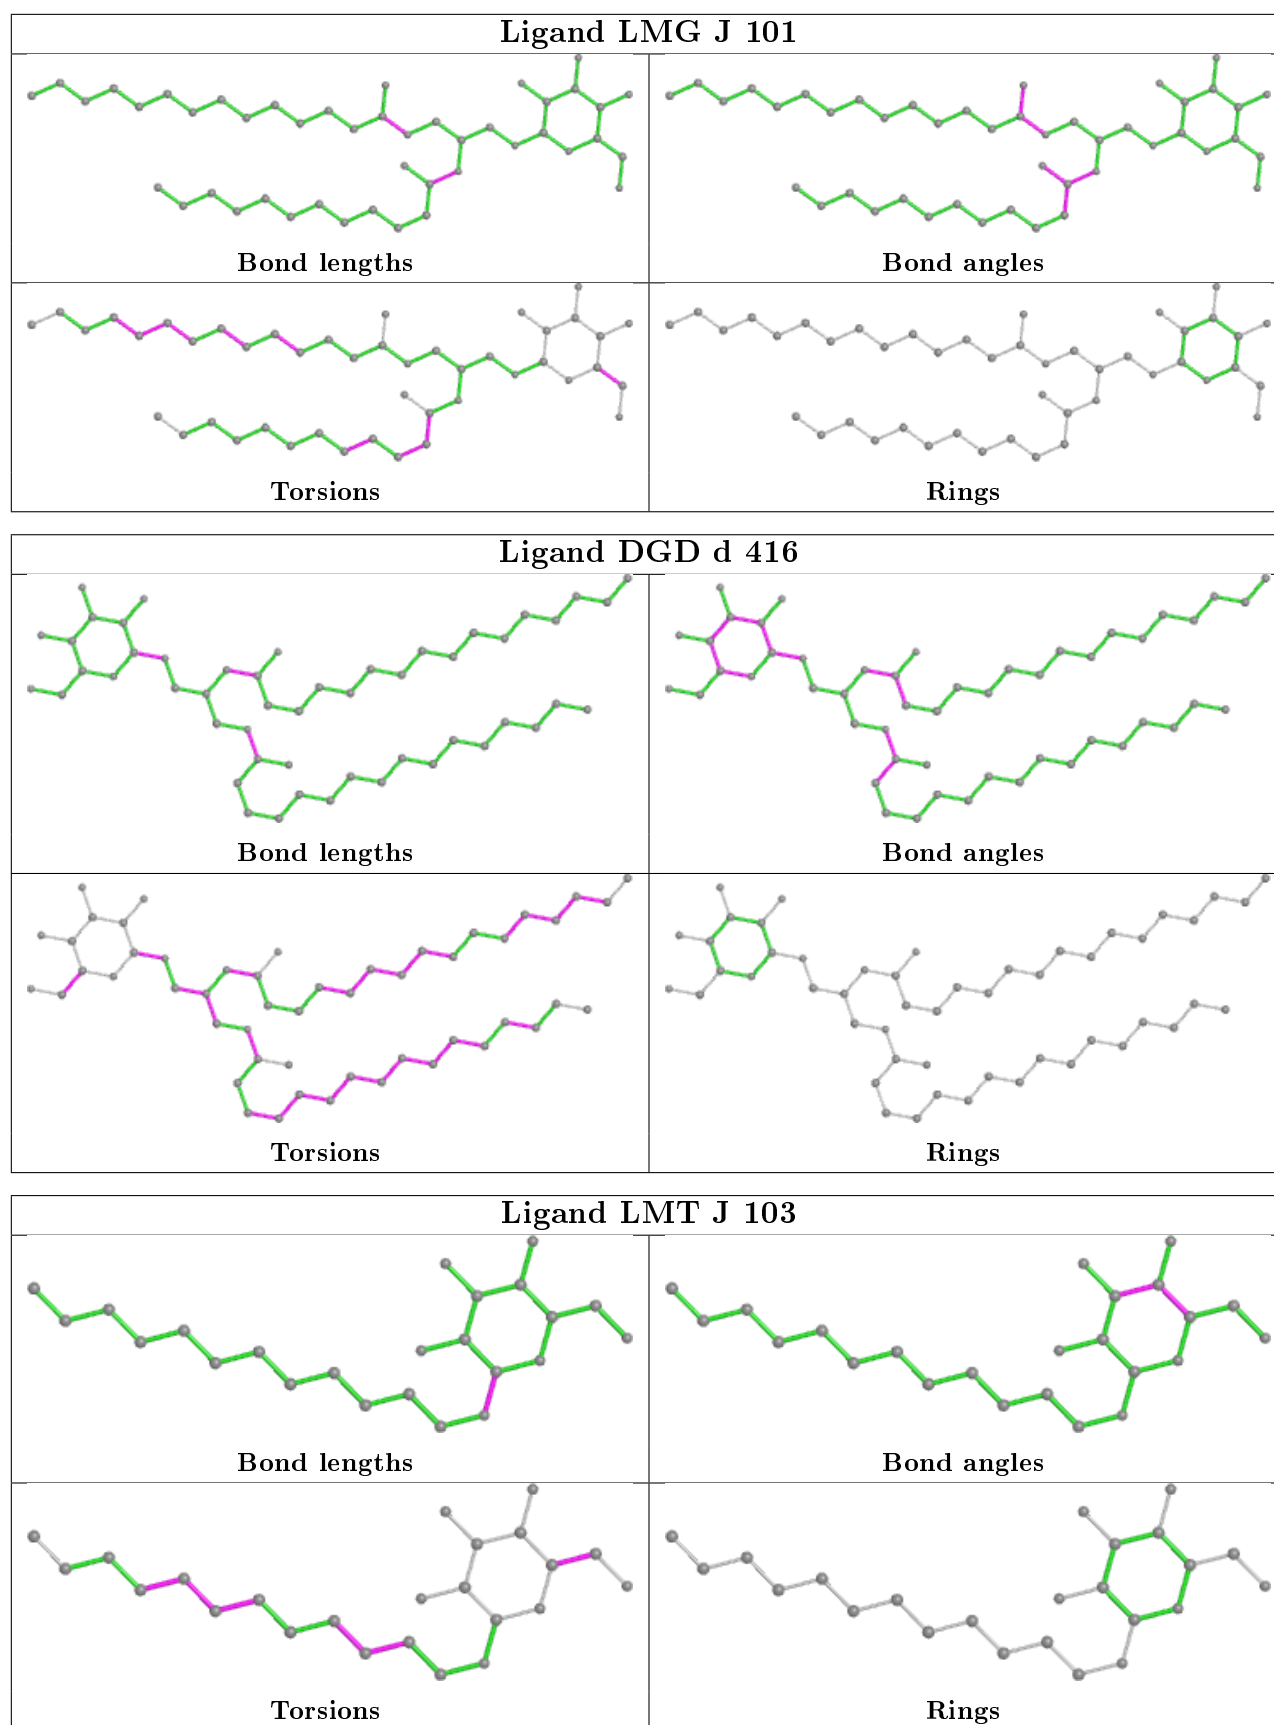 Ligand LMG J 101
Bond lengths
Bond angles
Torsions
Rings
Ligand DGD d 416
Bond lengths
Bond angles
Torsions
Rings
Ligand LMT J 103
Bond lengths
Bond angles
Torsions
Rings